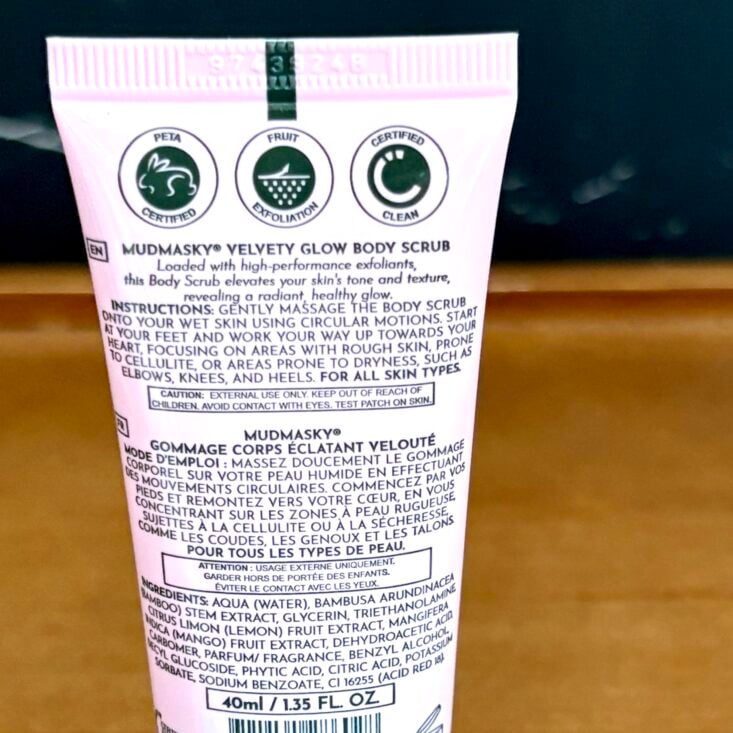 PETA
CERTIFIED
FRUIT
EXFOLIATION
CERTIFIED
CLEAN
EN
MUDMASKY® VELVETY GLOW BODY SCRUB
Loaded with high-performance exfoliants,
this Body Scrub elevates your skin's tone and texture,
revealing a radiant, healthy glow.
INSTRUCTIONS: GENTLY MASSAGE THE BODY SCRUB
ONTO YOUR WET SKIN USING CIRCULAR MOTIONS. START
AT YOUR FEET AND WORK YOUR WAY UP TOWARDS YOUR
HEART, FOCUSING ON AREAS WITH ROUGH SKIN, PRONE
TO CELLULITE, OR AREAS PRONE TO DRYNESS, SUCH AS
ELBOWS, KNEES, AND HEELS. FOR ALL SKIN TYPES.
CAUTION: EXTERNAL USE ONLY. KEEP OUT OF REACH OF
CHILDREN. AVOID CONTACT WITH EYES. TEST PATCH ON SKIN.
FR
MUDMASKY®
GOMMAGE CORPS ÉCLATANT VELOUTÉ
MODE D'EMPLOI : MASSEZ DOUCEMENT LE GOMMAGE
CORPOREL SUR VOTRE PEAU HUMIDE EN EFFECTUANT
DES MOUVEMENTS CIRCULAIRES. COMMENCEZ PAR VOS
PIEDS ET REMONTEZ VERS VOTRE CŒUR, EN VOUS
CONCENTRANT SUR LES ZONES À PEAU RUGUEUSE,
SUJETTES À LA CELLULITE OU À LA SÉCHERESSE,
COMME LES COUDES, LES GENOUX ET LES TALONS.
POUR TOUS LES TYPES DE PEAU.
ATTENTION : USAGE EXTERNE UNIQUEMENT.
GARDER HORS DE PORTÉE DES ENFANTS.
ÉVITER LE CONTACT AVEC LES YEUX.
INGREDIENTS: AQUA (WATER), BAMBUSA ARUNDINACEA
(BAMBOO) STEM EXTRACT, GLYCERIN, TRIETHANOLAMINE,
CITRUS LIMON (LEMON) FRUIT EXTRACT, MANGIFERA
INDICA (MANGO) FRUIT EXTRACT, DEHYDROACETIC ACID,
CARBOMER, PARFUM/ FRAGRANCE, BENZYL ALCOHOL,
DECYL GLUCOSIDE, PHYTIC ACID, CITRIC ACID, POTASSIUM
SORBATE, SODIUM BENZOATE, CI 16255 (ACID RED 18).
40ml / 1.35 FL. OZ.